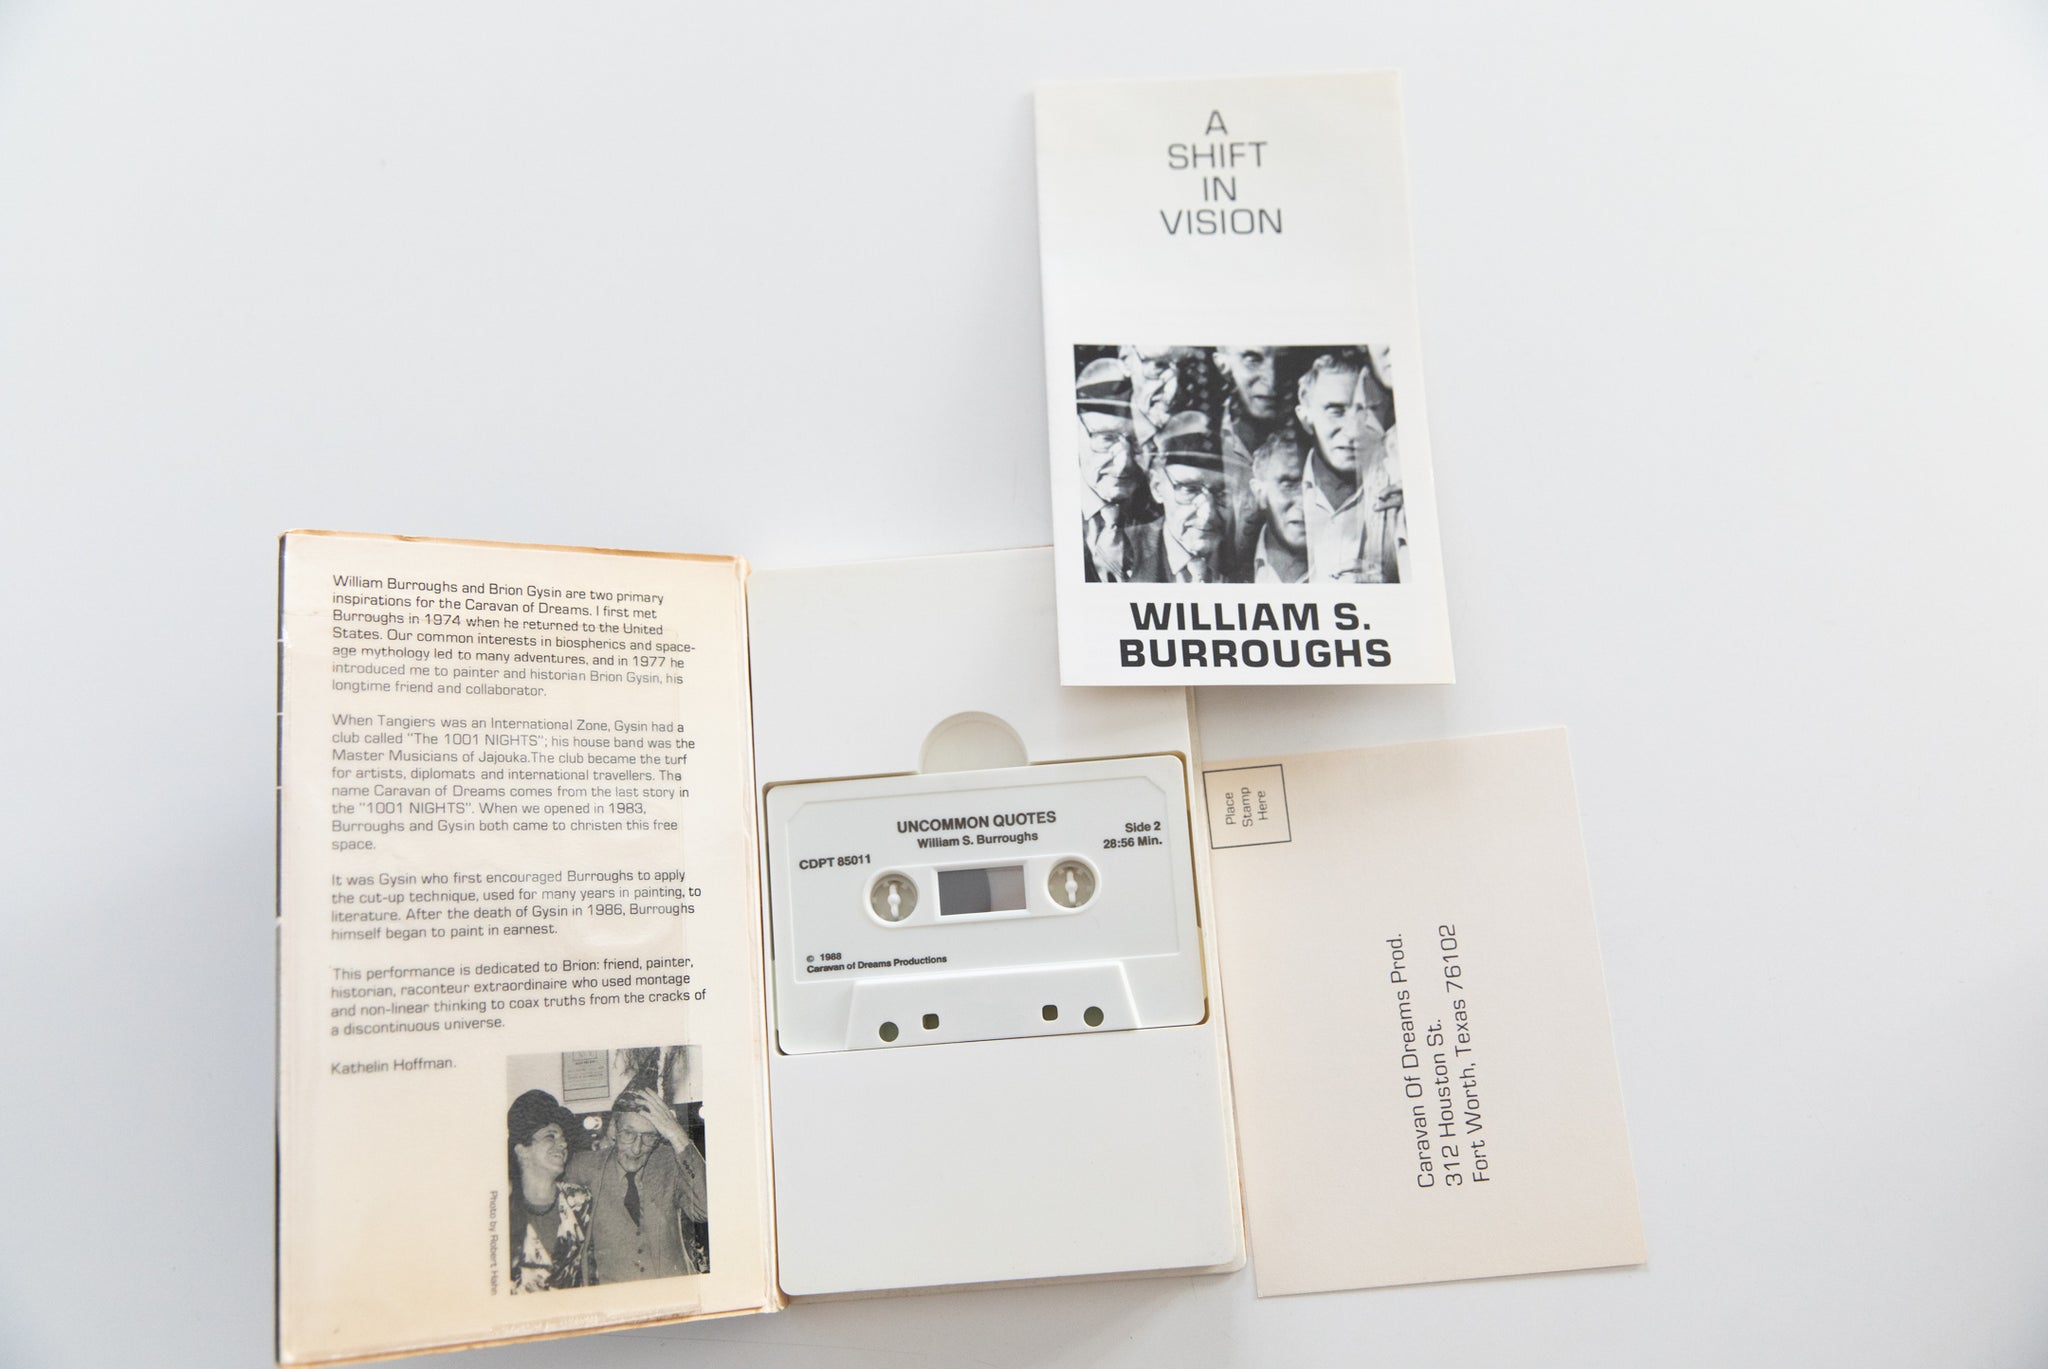 A
SHIFT
IN
VISION
WILLIAM S.
BURROUGHS
William Burroughs and Brion Gysin are two primary
inspirations for the Caravan of Dreams. I first met
Burroughs in 1974 when he returned to the United
States. Our common interests in biospherics and space-
age mythology led to many adventures, and in 1977 he
introduced me to painter and historian Brion Gysin, his
longtime friend and collaborator.
When Tangiers was an International Zone, Gysin had a
club called "The 1001 NIGHTS"; his house band was the
Master Musicians of Jajouka.The club became the turf
for artists, diplomats and international travellers. The
name Caravan of Dreams comes from the last story in
the "1001 NIGHTS". When we opened in 1983,
Burroughs and Gysin both came to christen this free
space.
It was Gysin who first encouraged Burroughs to apply
the cut-up technique, used for many years in painting, to
literature. After the death of Gysin in 1986, Burroughs
himself began to paint in earnest.
This performance is dedicated to Brion: friend, painter,
historian, raconteur extraordinaire who used montage
and non-linear thinking to coax truths from the cracks of
a discontinuous universe.
Kathelin Hoffman.
Photo by Robert Hahn
UNCOMMON QUOTES
William S. Burroughs
Side 2
28:56 Min.
CDPT 85011
© 1988
Caravan of Dreams Productions
Place
Stamp
Here
Caravan Of Dreams Prod.
312 Houston St.
Fort Worth, Texas 76102